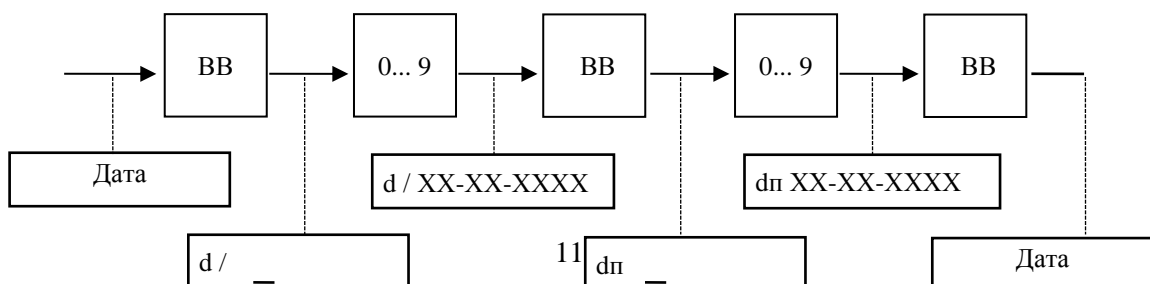 ВВ 0... 9 ВВ 0... 9 ВВ
Дата
d / XX-XX-XXXX
dп XX-XX-XXXX
d /
11
dп
Дата